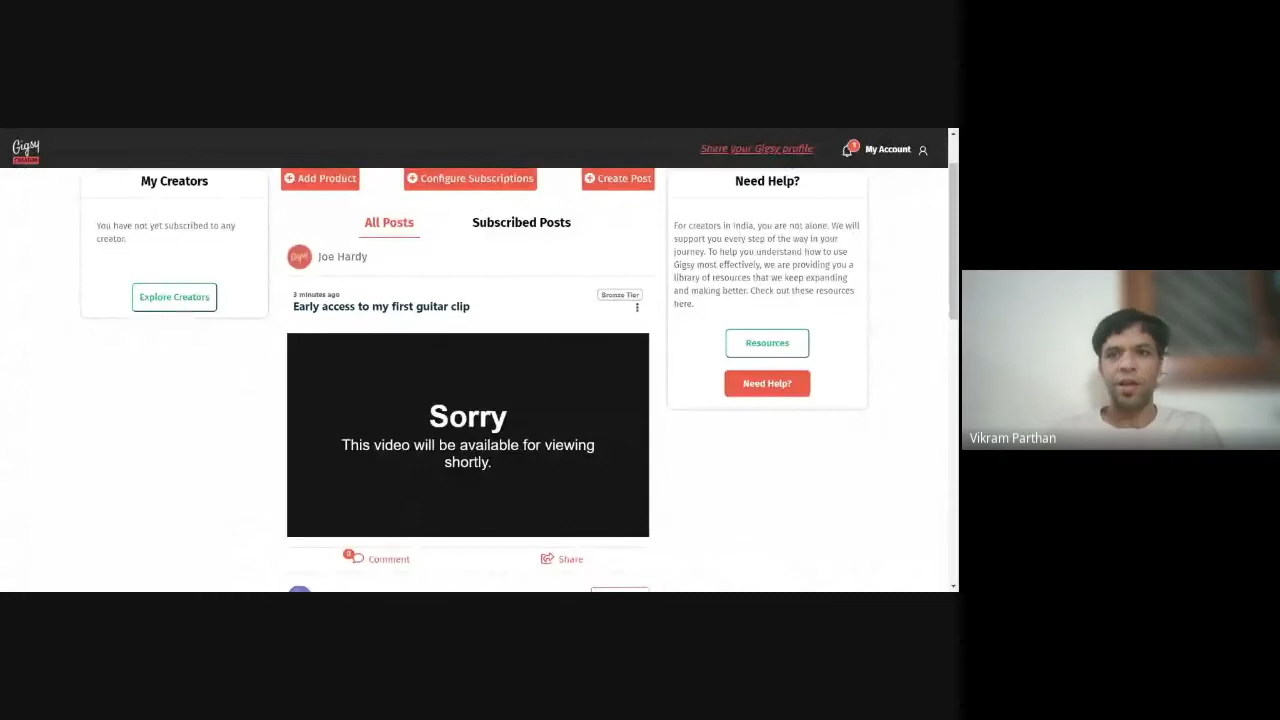 Gigsy
Share your Gigsy profile
1
My Account
My Creators
You have not yet subscribed to any
creator.
Explore Creators
Add Product
Configure Subscriptions
Create Post
All Posts
Subscribed Posts
Joe Hardy
3 minutes ago
Bronze Tier
Early access to my first guitar clip
Sorry
This video will be available for viewing
shortly.
0
Comment
Share
Need Help?
For creators in India, you are not alone. We will
support you every step of the way in your
journey. To help you understand how to use
Gigsy most effectively, we are providing you a
library of resources that we keep expanding
and making better. Check out these resources
here.
Resources
Need Help?
Vikram Parthan